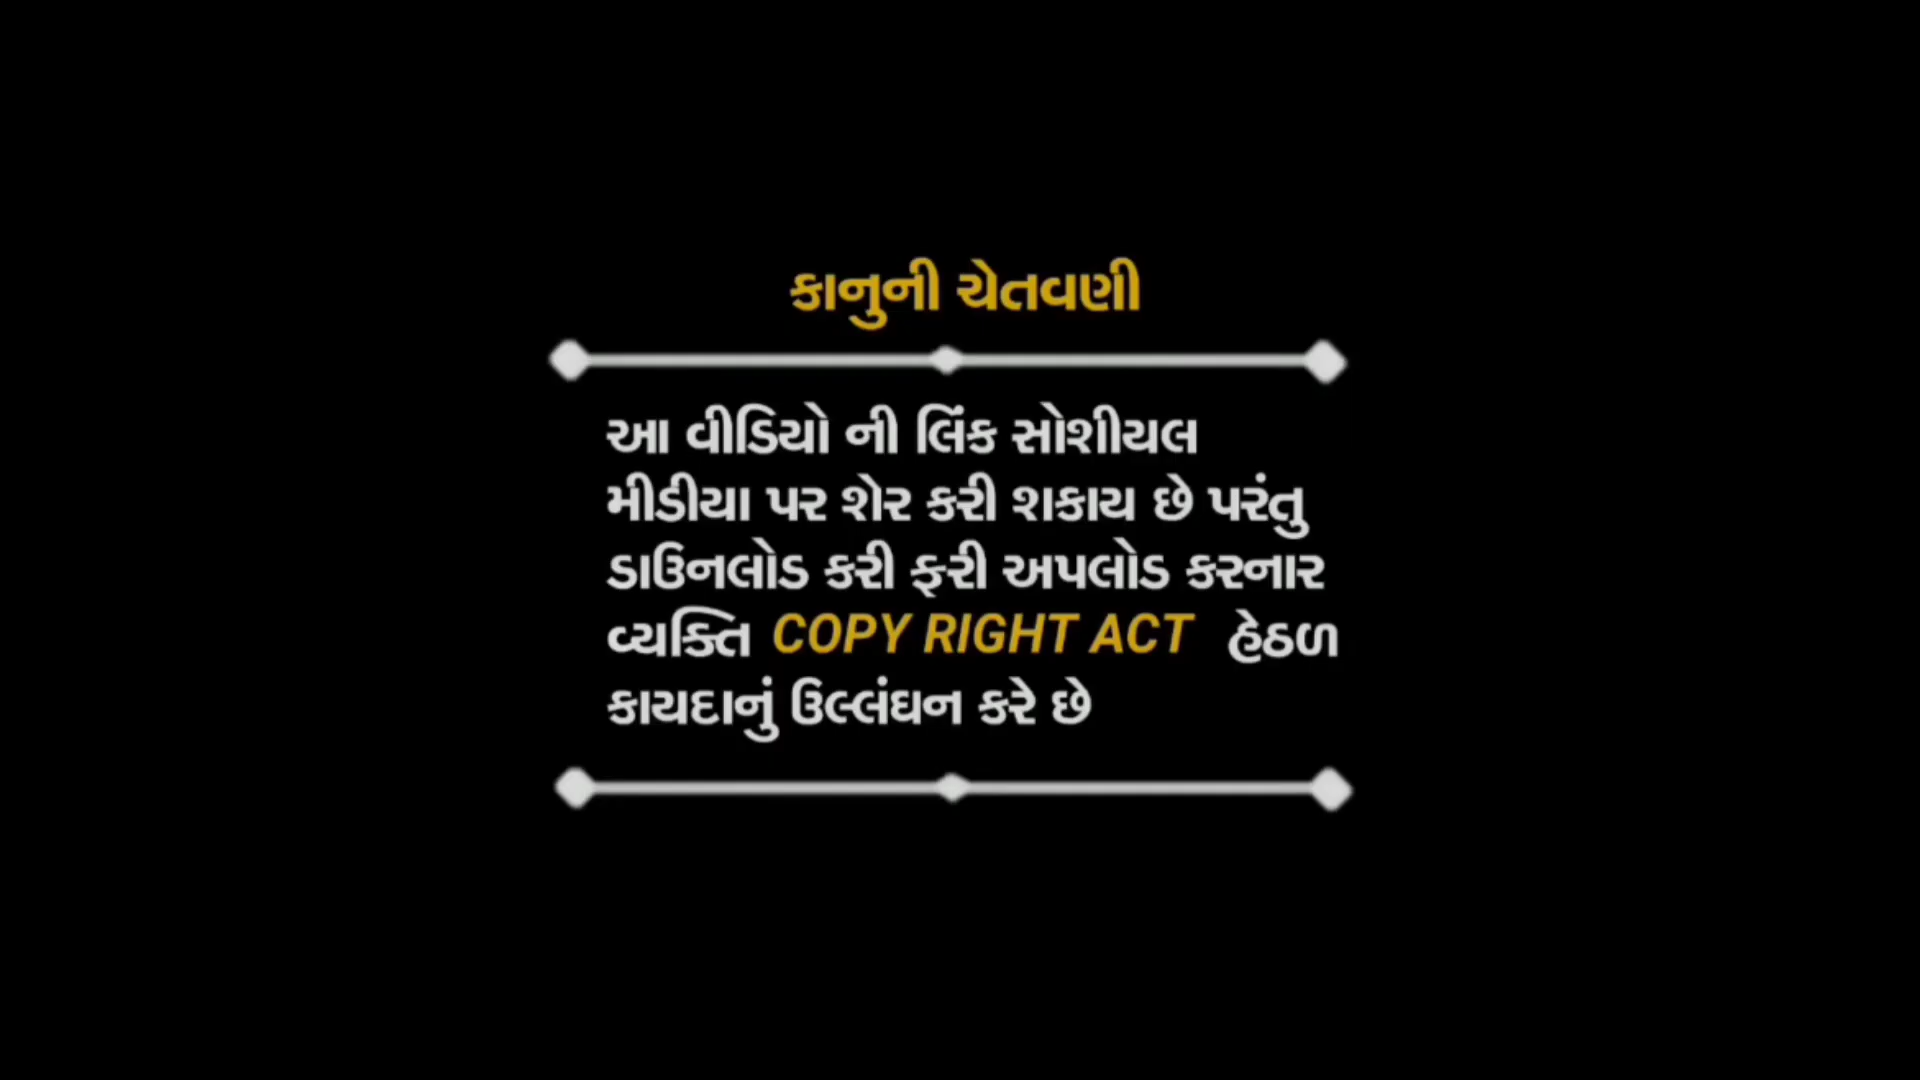 કાનુની ચેતવણી
આ વીડિયો ની લિંક સોશીયલ
મીડીયા પર શેર કરી શકાય છે પરંતુ
ડાઉનલોડ કરી ફરી અપલોડ કરનાર
વ્યક્તિ COPY RIGHT ACT હેઠળ
કાયદાનું ઉલ્લંઘન કરે છે